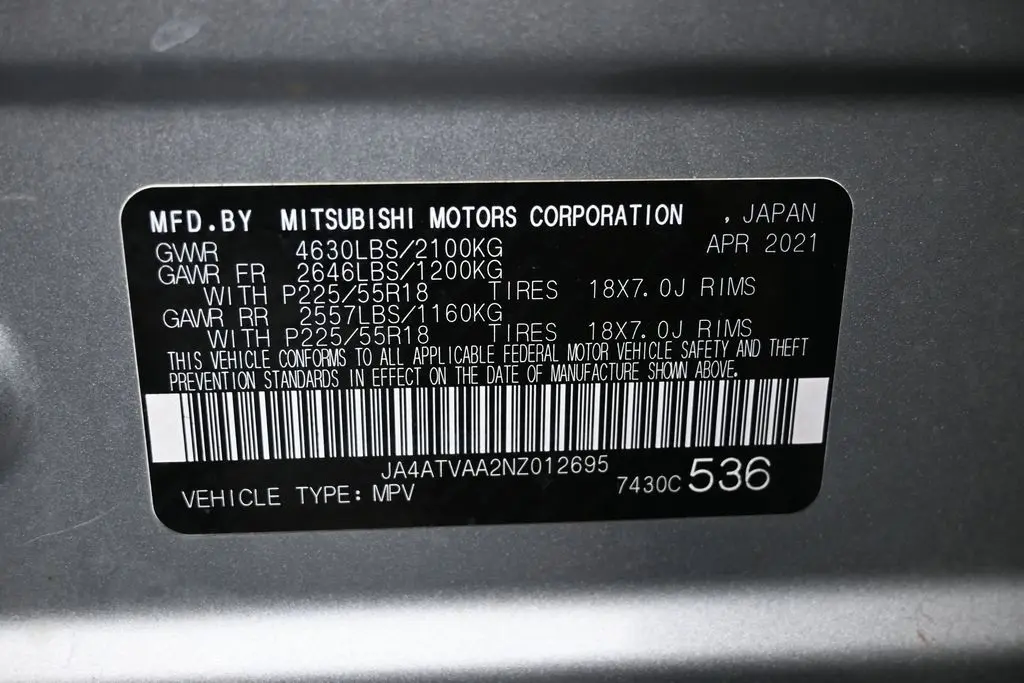 MFD.BY MITSUBISHI MOTORS CORPORATION , JAPAN
GVWR 4630LBS/2100KG APR 2021
GAWR FR 2646LBS/1200KG
WITH P225/55R18 TIRES 18X7.0J RIMS
GAWR RR 2557LBS/1160KG
WITH P225/55R18 TIRES 18X7.0J RIMS
THIS VEHICLE CONFORMS TO ALL APPLICABLE FEDERAL MOTOR VEHICLE SAFETY AND THEFT
PREVENTION STANDARDS IN EFFECT ON THE DATE OF MANUFACTURE SHOWN ABOVE.
JA4ATVAA2NZ012695
VEHICLE TYPE: MPV 7430C 536